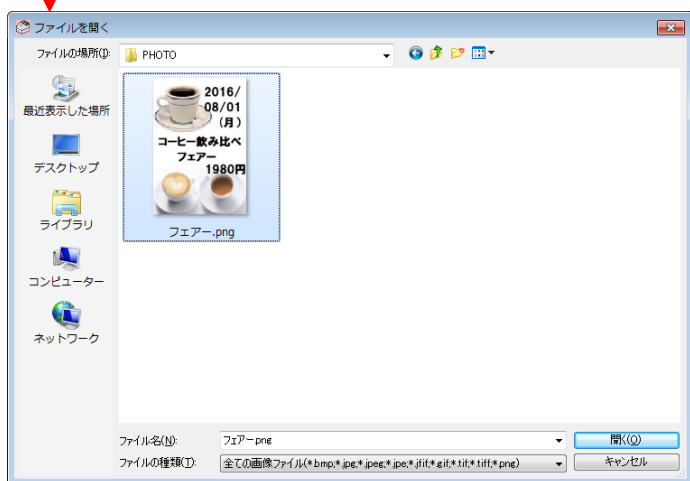 ファイルを開く
ファイルの場所(I):
PHOTO
最近表示した場所
デスクトップ
ライブラリ
コンピューター
ネットワーク
2016/
08/01
(月)
コーヒー飲み比べ
フェアー
1980円
フェアー.png
ファイル名(N):
フェアー.png
開く(O)
ファイルの種類(T):
全ての画像ファイル(*.bmp;*.jpg;*.jpeg;*.jpe;*.jfif;*.gif;*.tif;*.tiff;*.png)
キャンセル